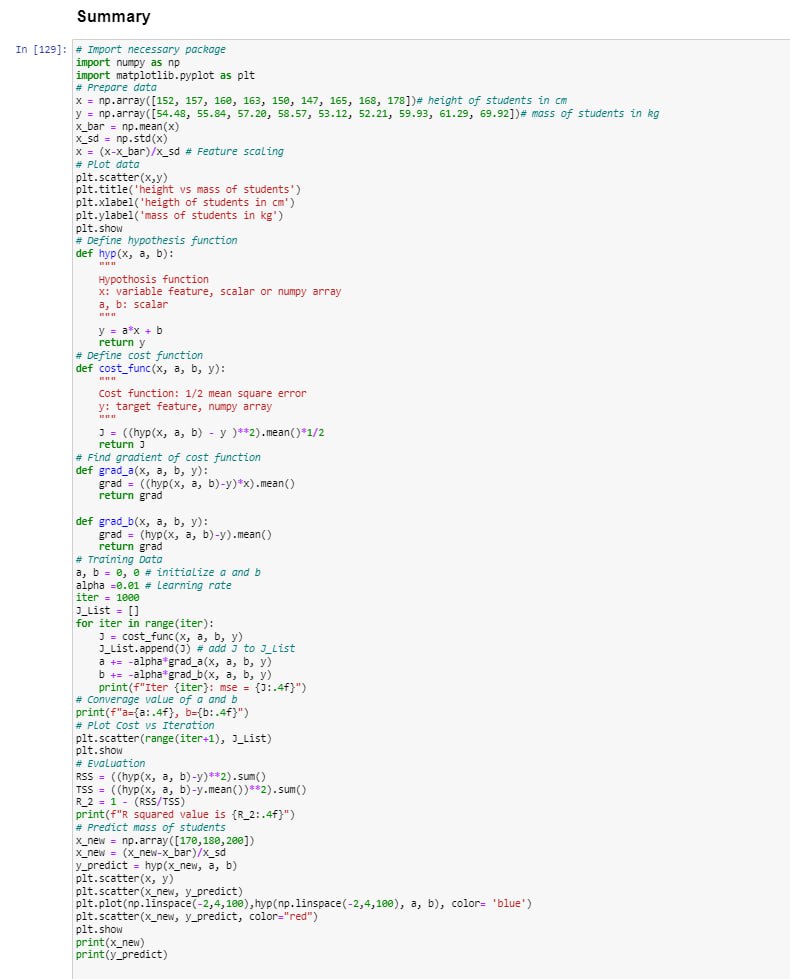 Summary
In [129]:
# Import necessary package
import numpy as np
import matplotlib.pyplot as plt
# Prepare data
x = np.array([152, 157, 160, 163, 150, 147, 165, 168, 178])# height of students in cm
y = np.array([54.48, 55.84, 57.20, 58.57, 53.12, 52.21, 59.93, 61.29, 69.92])# mass of students in kg
x_bar = np.mean(x)
x_sd = np.std(x)
x = (x-x_bar)/x_sd # Feature scaling
# Plot data
plt.scatter(x,y)
plt.title('height vs mass of students')
plt.xlabel('heigth of students in cm')
plt.ylabel('mass of students in kg')
plt.show
# Define hypothesis function
def hyp(x, a, b):
    """
    Hypothosis function
    x: variable feature, scalar or numpy array
    a, b: scalar
    """
    y = a*x + b
    return y
# Define cost function
def cost_func(x, a, b, y):
    """
    Cost function: 1/2 mean square error
    y: target feature, numpy array
    """
    J = ((hyp(x, a, b) - y )**2).mean()*1/2
    return J
# Find gradient of cost function
def grad_a(x, a, b, y):
    grad = ((hyp(x, a, b)-y)*x).mean()
    return grad

def grad_b(x, a, b, y):
    grad = (hyp(x, a, b)-y).mean()
    return grad
# Training Data
a, b = 0, 0 # initialize a and b
alpha =0.01 # Learning rate
iter = 1000
J_List = []
for iter in range(iter):
    J = cost_func(x, a, b, y)
    J_List.append(J) # add J to J_List
    a += -alpha*grad_a(x, a, b, y)
    b += -alpha*grad_b(x, a, b, y)
    print(f"Iter {iter}: mse = {J:.4f}")
# Converage value of a and b
print(f"a={a:.4f}, b={b:.4f}")
# Plot Cost vs Iteration
plt.scatter(range(iter+1), J_List)
plt.show
# Evaluation
RSS = ((hyp(x, a, b)-y)**2).sum()
TSS = ((hyp(x, a, b)-y.mean())**2).sum()
R_2 = 1 - (RSS/TSS)
print(f"R squared value is {R_2:.4f}")
# Predict mass of students
x_new = np.array([170,180,200])
x_new = (x_new-x_bar)/x_sd
y_predict = hyp(x_new, a, b)
plt.scatter(x, y)
plt.scatter(x_new, y_predict)
plt.plot(np.linspace(-2,4,100),hyp(np.linspace(-2,4,100), a, b), color= 'blue')
plt.scatter(x_new, y_predict, color="red")
plt.show
print(x_new)
print(y_predict)